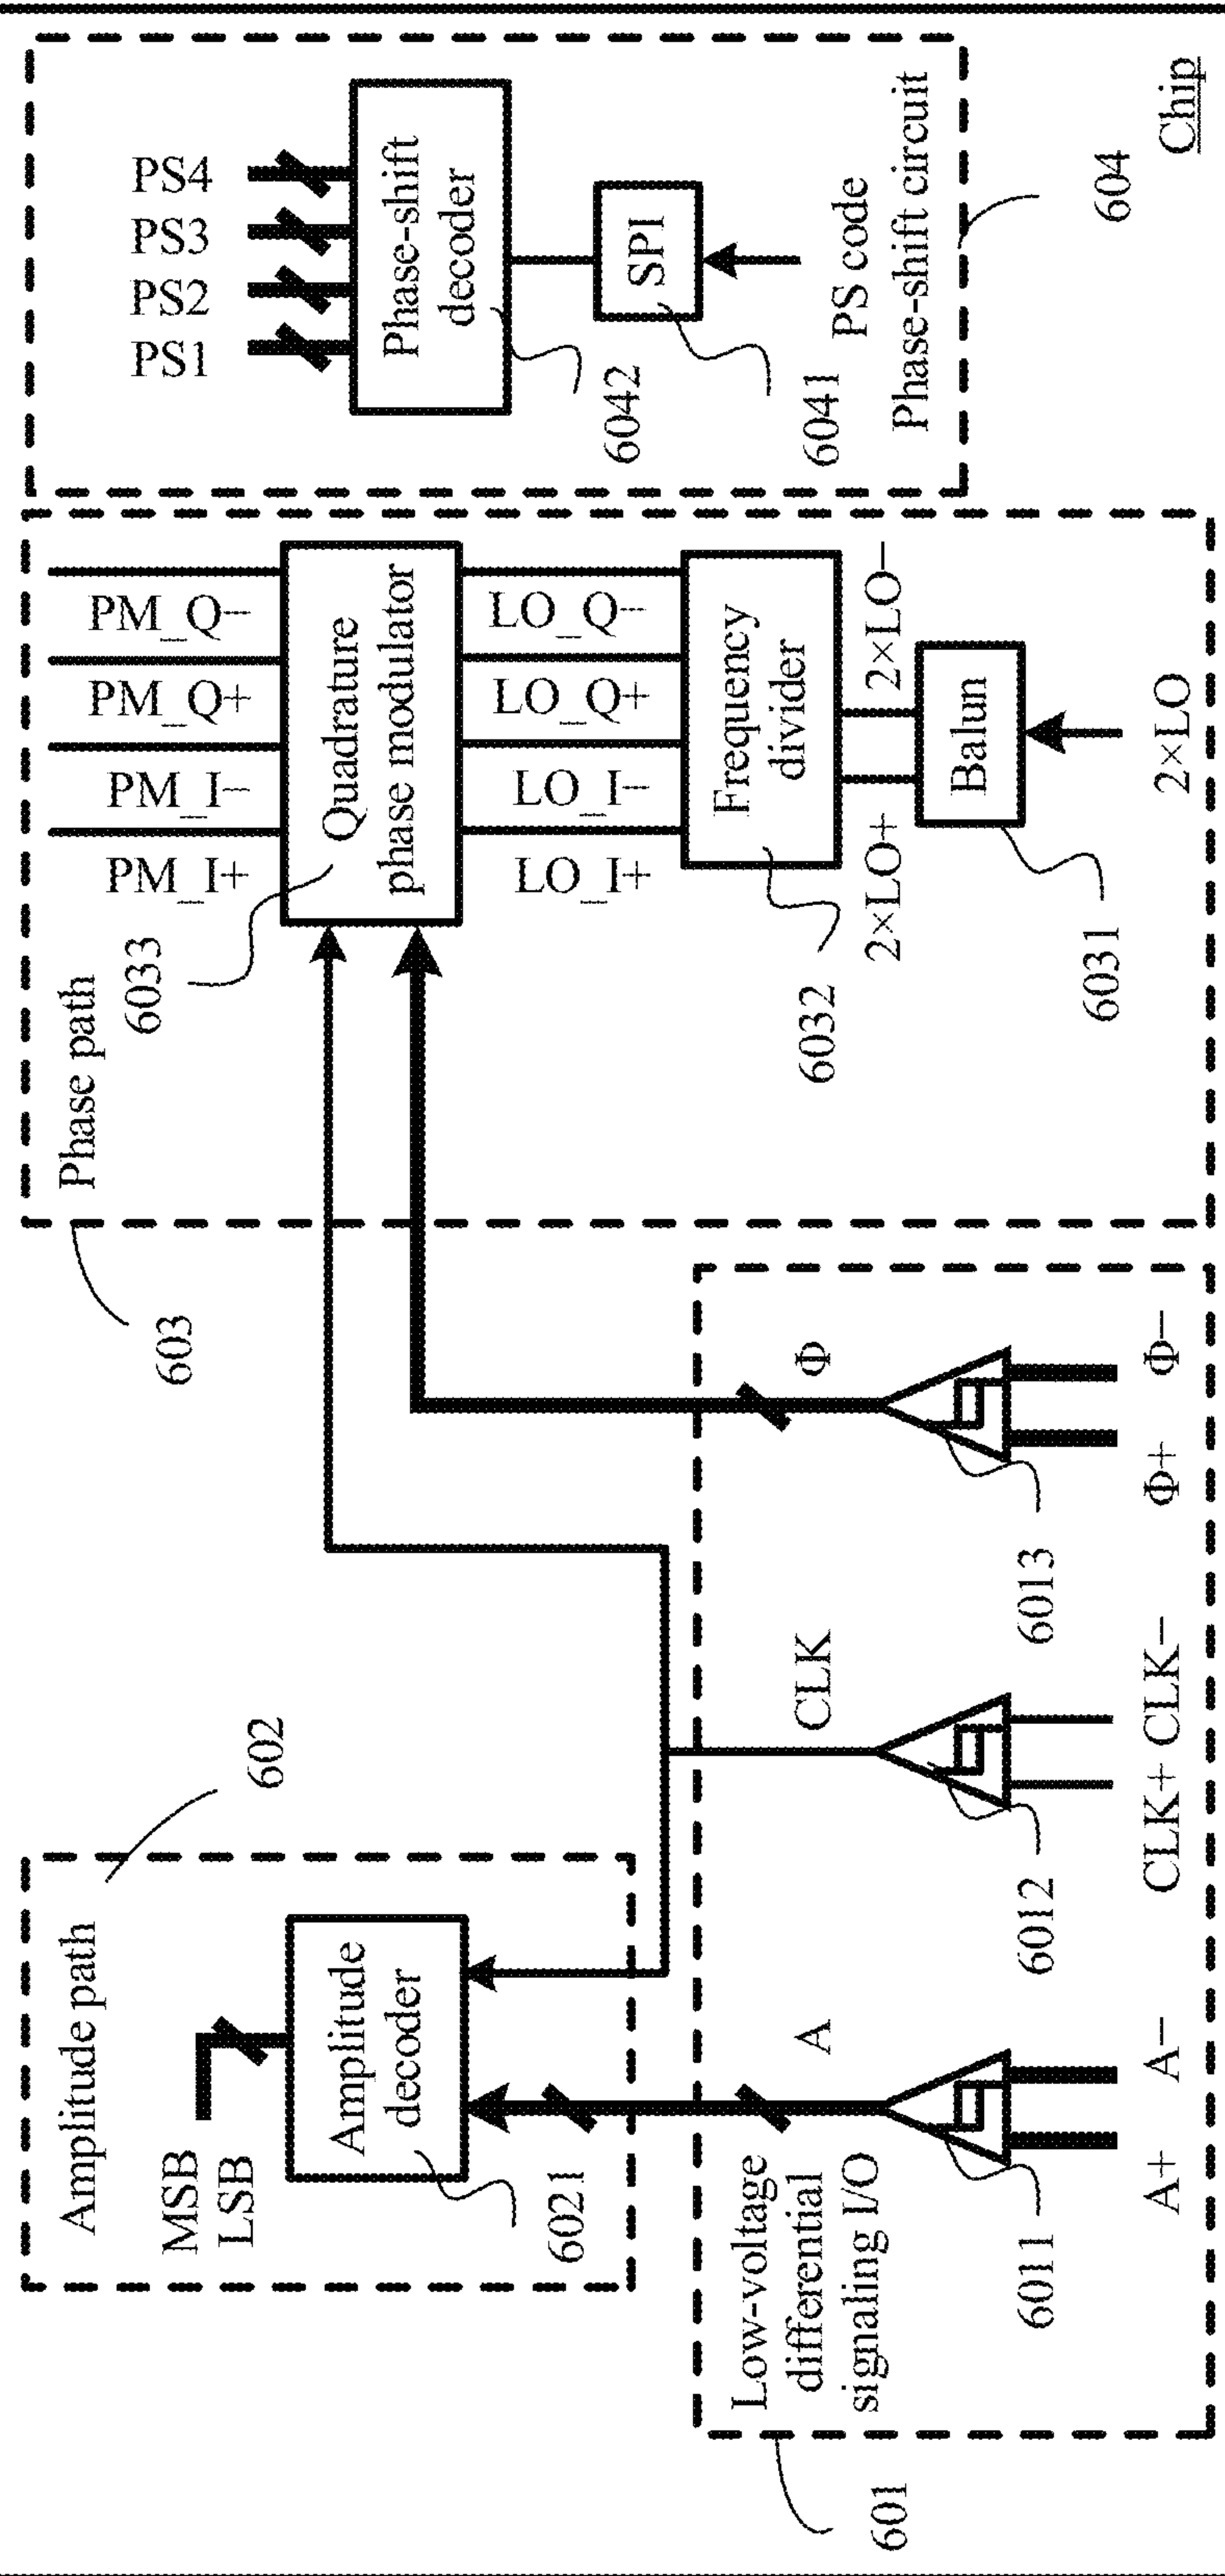 Amplitude path
602
MSB
LSB
Amplitude
decoder
6021
Phase path
603
6033
PM_I+
PM_I−
PM_Q+
PM_Q−
Quadrature
phase modulator
LO_I+
LO_I−
LO_Q+
LO_Q−
Frequency
divider
6032
2×LO+
2×LO−
Balun
6031
2×LO
PS1
PS2
PS3
PS4
Phase-shift
decoder
6042
SPI
6041
PS code
Phase-shift circuit
604
Low-voltage
differential
signaling I/O
601
A
CLK
Φ
6011
6012
6013
A+
A−
CLK+
CLK−
Φ+
Φ−
Chip